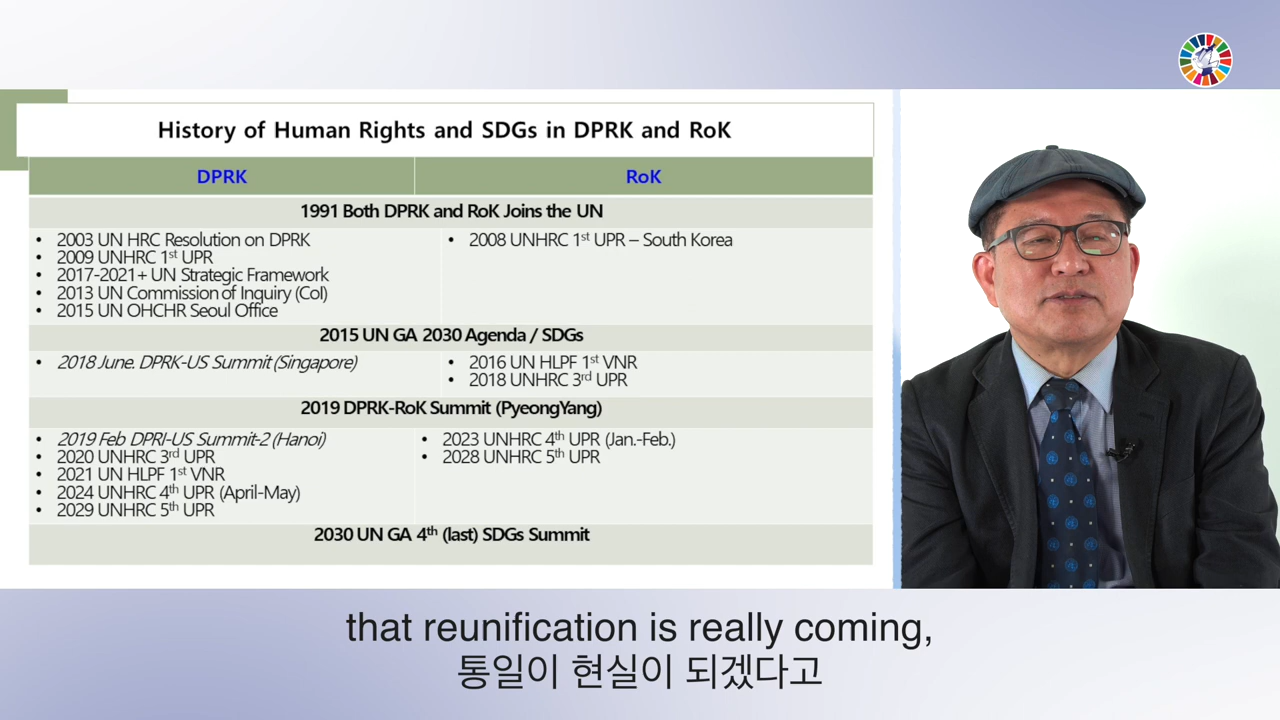 History of Human Rights and SDGs in DPRK and RoK
DPRK
RoK
1991 Both DPRK and RoK Joins the UN
• 2003 UN HRC Resolution on DPRK
• 2009 UNHRC 1st UPR
• 2017-2021+ UN Strategic Framework
• 2013 UN Commission of Inquiry (CoI)
• 2015 UN OHCHR Seoul Office
• 2008 UNHRC 1st UPR – South Korea
2015 UN GA 2030 Agenda / SDGs
• 2018 June. DPRK-US Summit (Singapore)
• 2016 UN HLPF 1st VNR
• 2018 UNHRC 3rd UPR
2019 DPRK-RoK Summit (PyeongYang)
• 2019 Feb DPRI-US Summit-2 (Hanoi)
• 2020 UNHRC 3rd UPR
• 2021 UN HLPF 1st VNR
• 2024 UNHRC 4th UPR (April-May)
• 2029 UNHRC 5th UPR
• 2023 UNHRC 4th UPR (Jan.-Feb.)
• 2028 UNHRC 5th UPR
2030 UN GA 4th (last) SDGs Summit
that reunification is really coming,
통일이 현실이 되겠다고